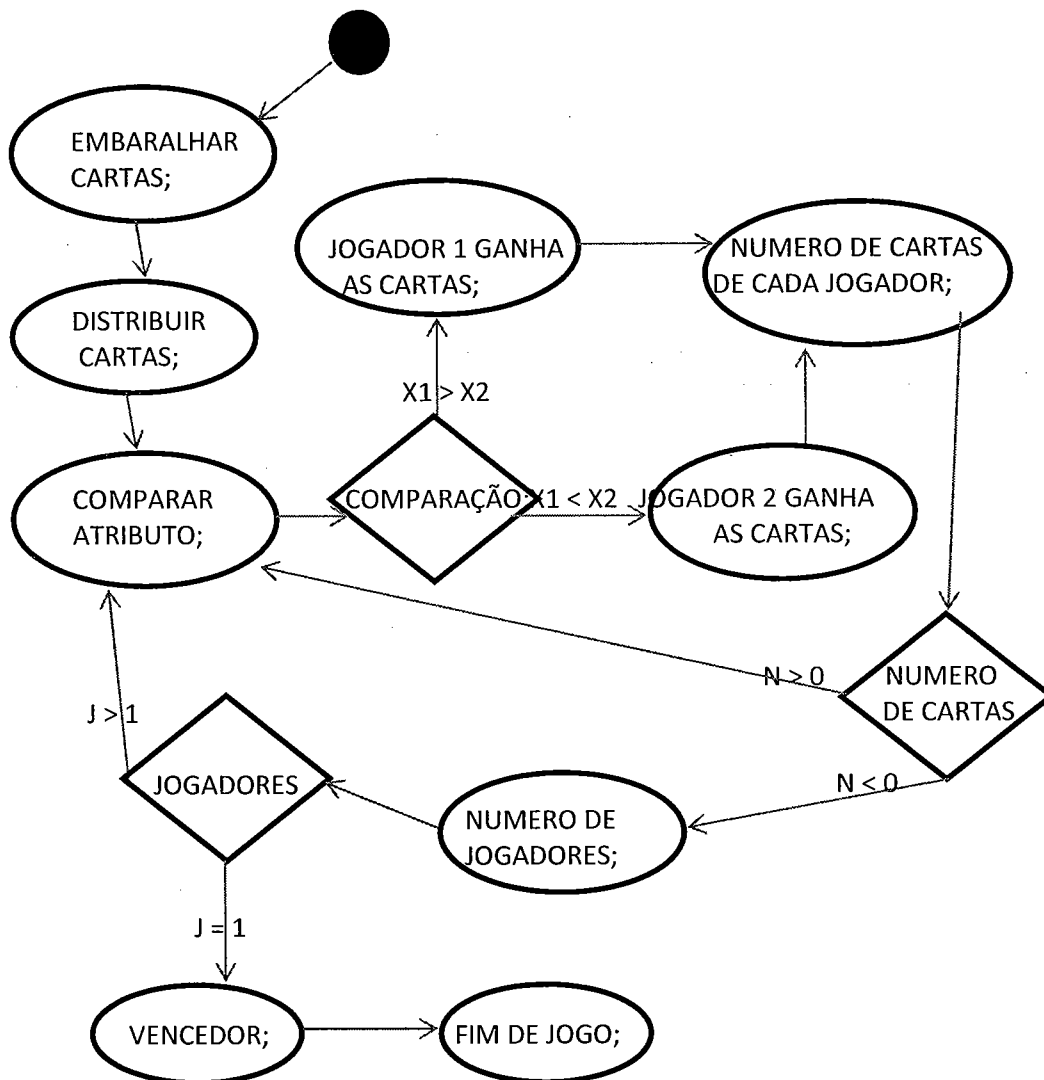 EMBARALHAR
CARTAS;
JOGADOR 1 GANHA
AS CARTAS;
NUMERO DE CARTAS
DE CADA JOGADOR;
DISTRIBUIR
CARTAS;
X1 > X2
COMPARAR
ATRIBUTO;
COMPARAÇÃO;
X1 < X2
JOGADOR 2 GANHA
AS CARTAS;
N > 0
NUMERO
DE CARTAS
J > 1
JOGADORES
N < 0
NUMERO DE
JOGADORES;
J = 1
VENCEDOR;
FIM DE JOGO;